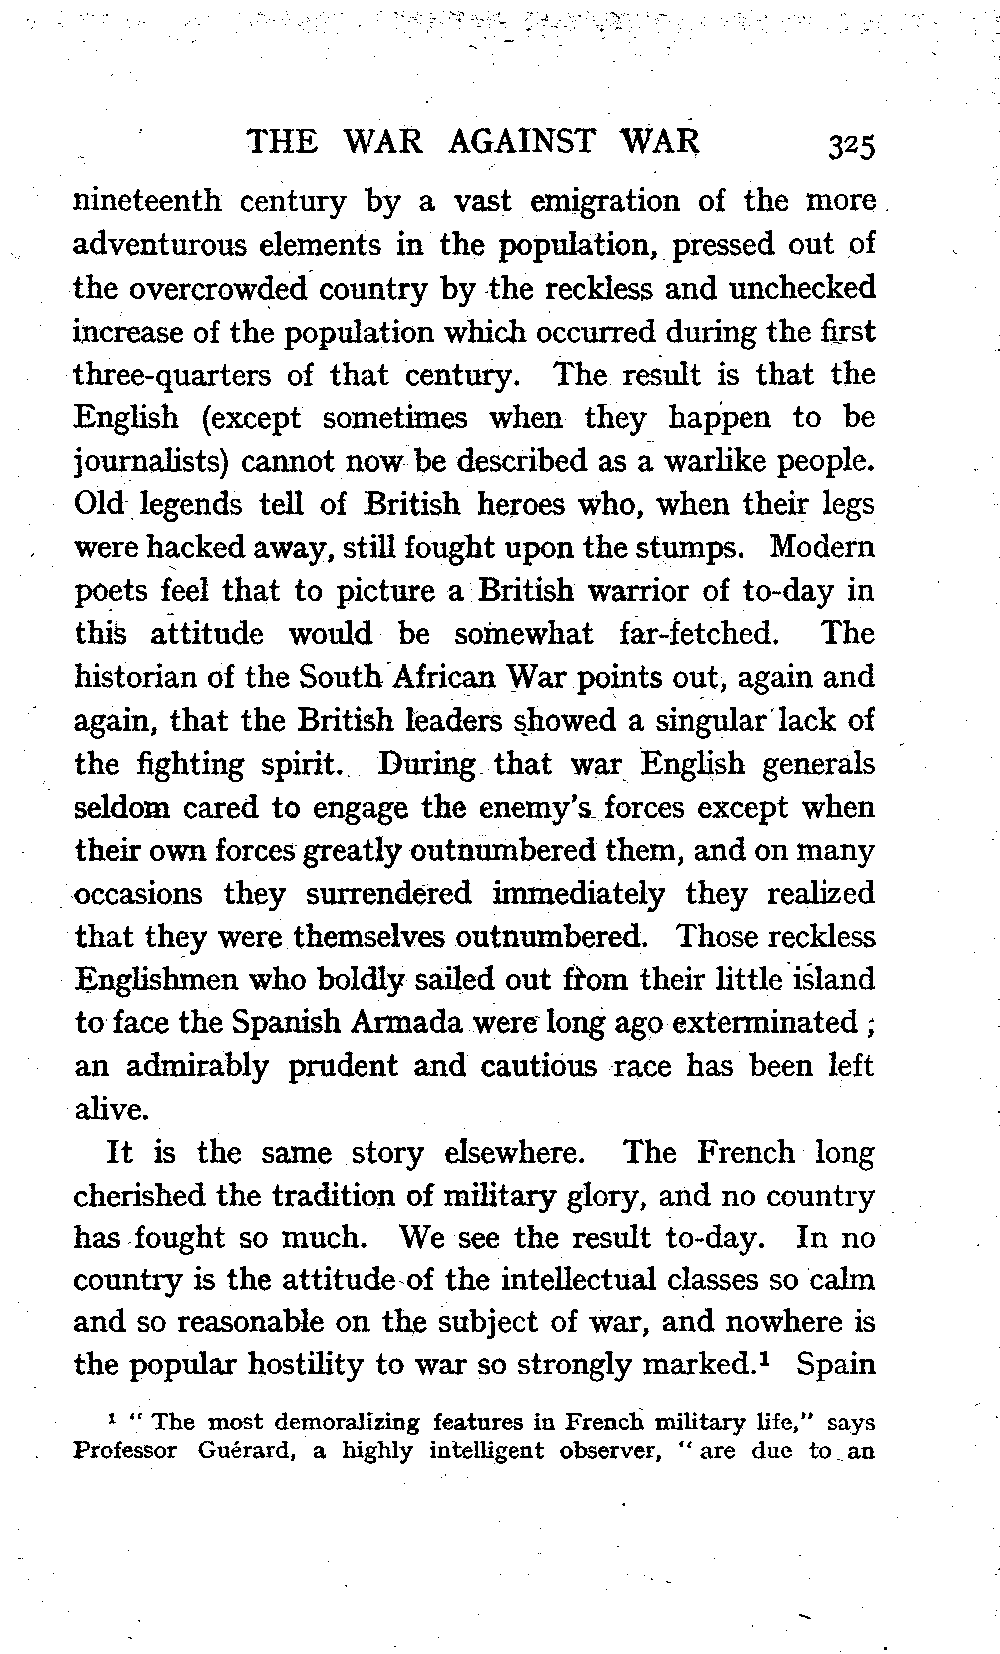 THE WAR AGAINST WAR 325
nineteenth century by a vast emigration of the more
adventurous elements in the population, pressed out of
the overcrowded country by the reckless and unchecked
increase of the population which occurred during the first
three-quarters of that century. The result is that the
English (except sometimes when they happen to be
journalists) cannot now be described as a warlike people.
Old legends tell of British heroes who, when their legs
were hacked away, still fought upon the stumps. Modern
poets feel that to picture a British warrior of to-day in
this attitude would be somewhat far-fetched. The
historian of the South African War points out, again and
again, that the British leaders showed a singular lack of
the fighting spirit. During that war English generals
seldom cared to engage the enemy's forces except when
their own forces greatly outnumbered them, and on many
occasions they surrendered immediately they realized
that they were themselves outnumbered. Those reckless
Englishmen who boldly sailed out from their little island
to face the Spanish Armada were long ago exterminated ;
an admirably prudent and cautious race has been left
alive.
It is the same story elsewhere. The French long
cherished the tradition of military glory, and no country
has fought so much. We see the result to-day. In no
country is the attitude of the intellectual classes so calm
and so reasonable on the subject of war, and nowhere is
the popular hostility to war so strongly marked.¹ Spain
¹ " The most demoralizing features in French military life," says
Professor Guérard, a highly intelligent observer, " are due to an